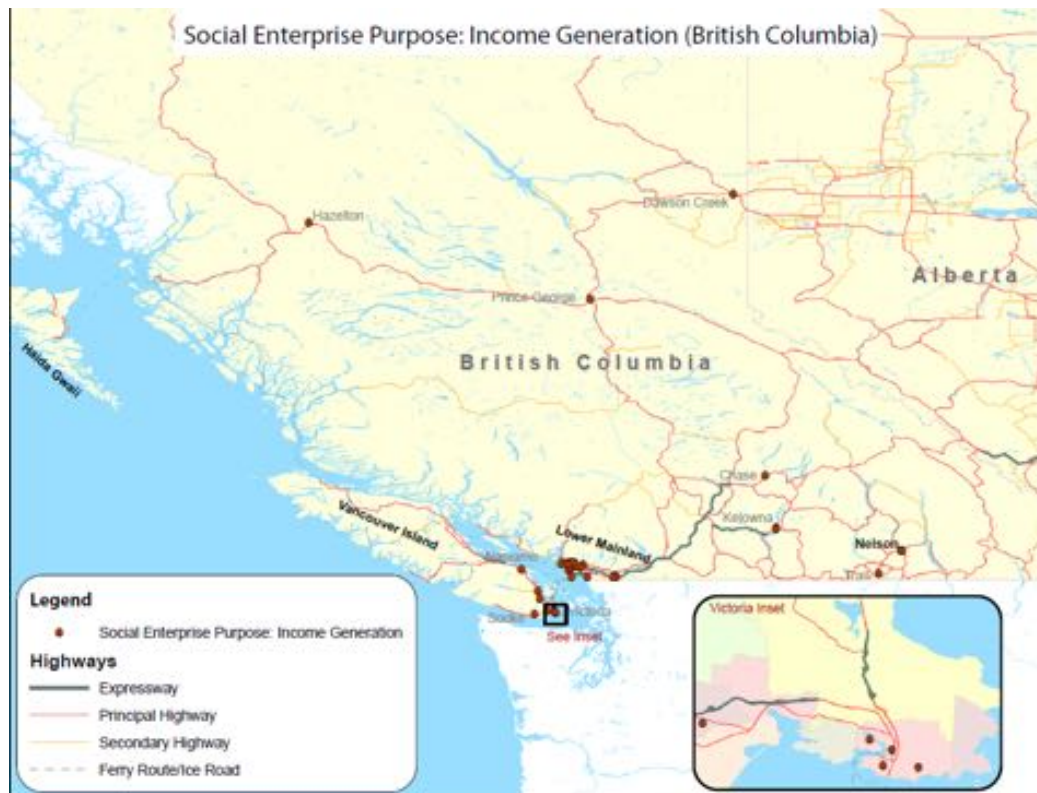 Social Enterprise Purpose: Income Generation (British Columbia)
Hazelton
Dawson Creek
Alberta
Prince George
British Columbia
Haida Gwaii
Chase
Kelowna
Vancouver Island
Lower Mainland
Nelson
Nanaimo
Trail
Sooke
Victoria
See Inset
Legend
Social Enterprise Purpose: Income Generation
Highways
Expressway
Principal Highway
Secondary Highway
Ferry Route/Ice Road
Victoria Inset